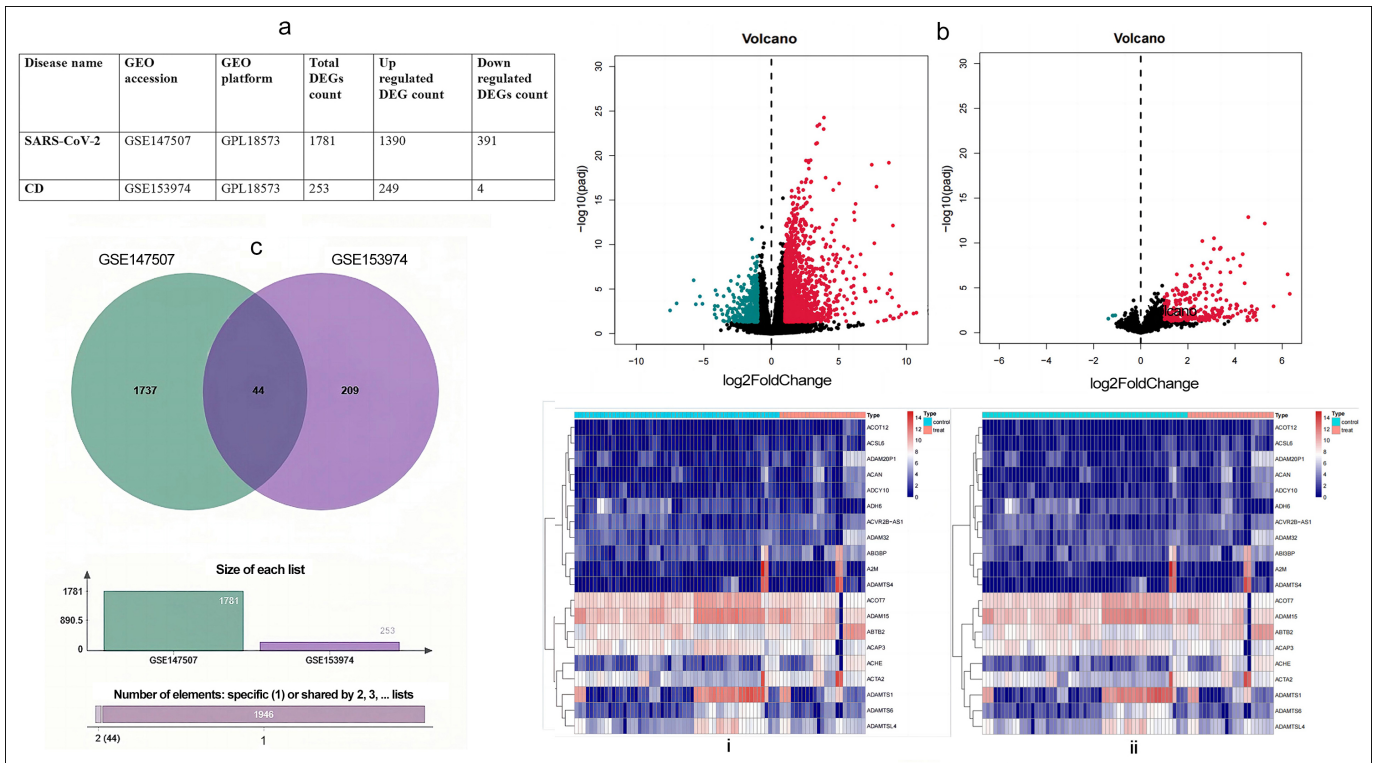 a
Disease name GEO accession GEO platform Total DEGs count Up regulated DEG count Down regulated DEGs count
SARS-CoV-2 GSE147507 GPL18573 1781 1390 391
CD GSE153974 GPL18573 253 249 4
b
Volcano
30
25
20
15
10
5
0
-log10(padj)
−10 −5 0 5 10
log2FoldChange
Volcano
30
25
20
15
10
5
0
-log10(padj)
lcano
−6 −4 −2 0 2 4 6
log2FoldChange
c
GSE147507
GSE153974
1737 44 209
Size of each list
1781
890.5
0
1781
253
GSE147507 GSE153974
Number of elements: specific (1) or shared by 2, 3, ... lists
1946
2 (44)
1
Type
ACOT12
ACSL6
ADAM20P1
ACAN
ADCY10
ADH6
ACVR2B−AS1
ADAM32
ABI3BP
A2M
ADAMTS4
ACOT7
ADAM15
ABTB2
ACAP3
ACHE
ACTA2
ADAMTS1
ADAMTS6
ADAMTSL4
14
12
10
8
6
4
2
0
Type
control
treat
i
Type
ACOT12
ACSL6
ADAM20P1
ACAN
ADCY10
ADH6
ACVR2B−AS1
ADAM32
ABI3BP
A2M
ADAMTS4
ACOT7
ADAM15
ABTB2
ACAP3
ACHE
ACTA2
ADAMTS1
ADAMTS6
ADAMTSL4
14
12
10
8
6
4
2
0
Type
control
treat
ii